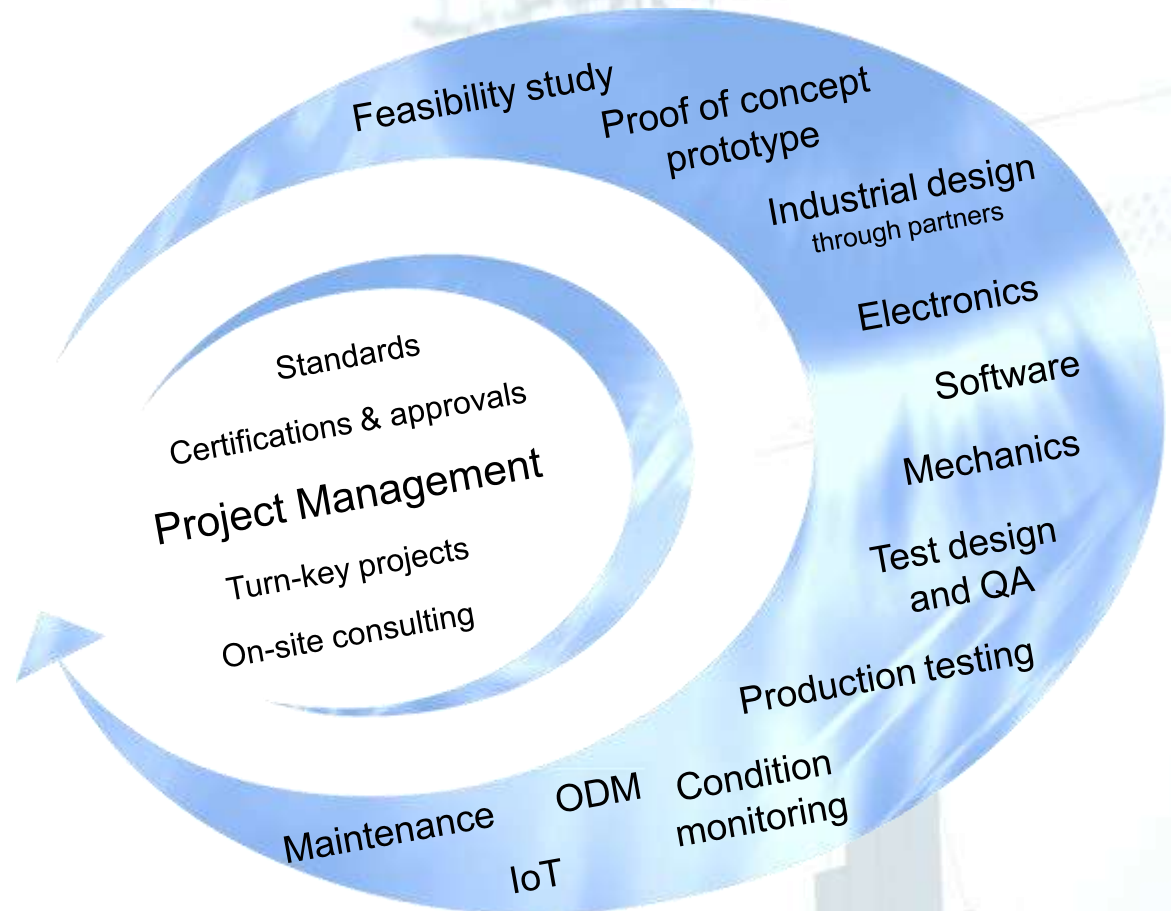 Feasibility study
Proof of concept
prototype
Industrial design
through partners
Electronics
Software
Mechanics
Test design
and QA
Production testing
Condition
monitoring
ODM
IoT
Maintenance
Standards
Certifications & approvals
Project Management
Turn-key projects
On-site consulting